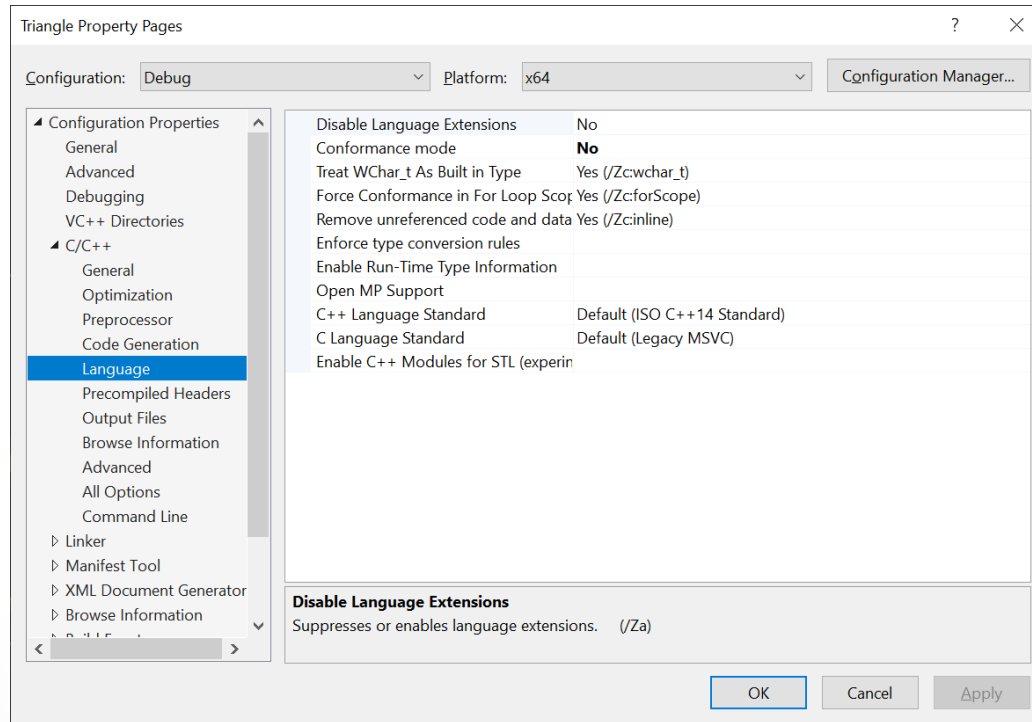 Triangle Property Pages
?
Configuration: Debug Platform: x64 Configuration Manager...
Configuration Properties
General
Advanced
Debugging
VC++ Directories
C/C++
General
Optimization
Preprocessor
Code Generation
Language
Precompiled Headers
Output Files
Browse Information
Advanced
All Options
Command Line
Linker
Manifest Tool
XML Document Generator
Browse Information
Disable Language Extensions No
Conformance mode No
Treat WChar_t As Built in Type Yes (/Zc:wchar_t)
Force Conformance in For Loop Scop Yes (/Zc:forScope)
Remove unreferenced code and data Yes (/Zc:inline)
Enforce type conversion rules
Enable Run-Time Type Information
Open MP Support
C++ Language Standard Default (ISO C++14 Standard)
C Language Standard Default (Legacy MSVC)
Enable C++ Modules for STL (experin
Disable Language Extensions
Suppresses or enables language extensions. (/Za)
OK Cancel Apply